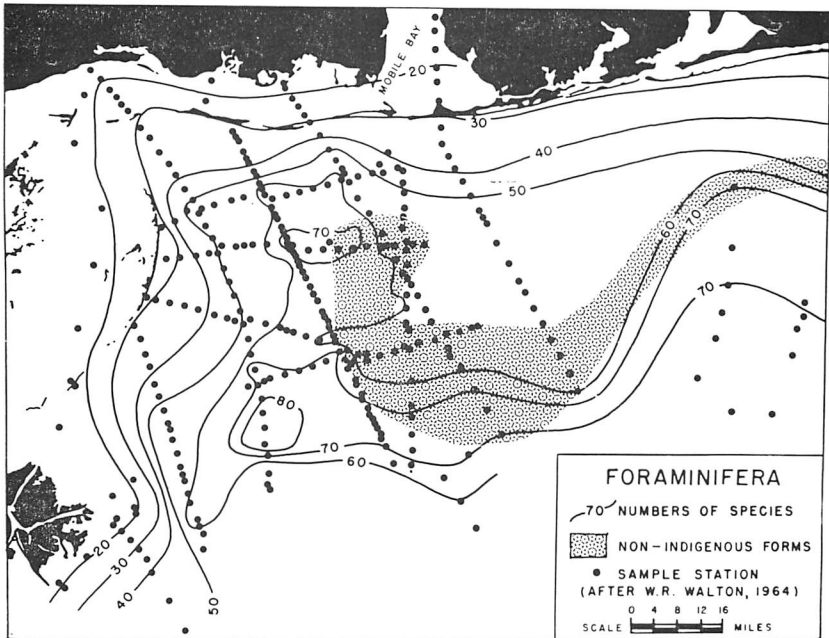 MOBILE BAY
20
30
40
50
70
60
70
70
80
70
60
20
30
40
50
FORAMINIFERA
70 NUMBERS OF SPECIES
NON-INDIGENOUS FORMS
SAMPLE STATION
(AFTER W.R. WALTON, 1964)
0 4 8 12 16
SCALE MILES